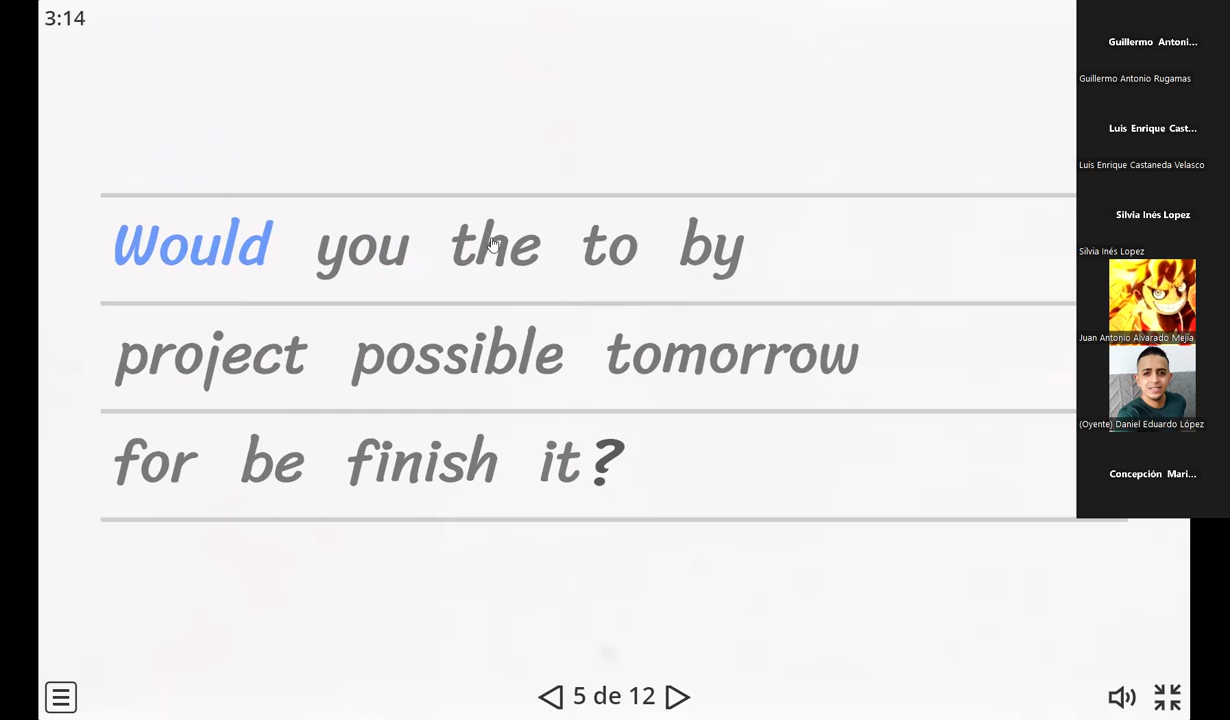 3:14
Would you the to by
project possible tomorrow
for be finish it?
5 de 12
Guillermo Antoni...
Guillermo Antonio Rugamas
Luis Enrique Cast...
Luis Enrique Castaneda Velasco
Silvia Inés Lopez
Silvia Inés Lopez
Juan Antonio Alvarado Mejía
(Oyente) Daniel Eduardo López
Concepción Mari...